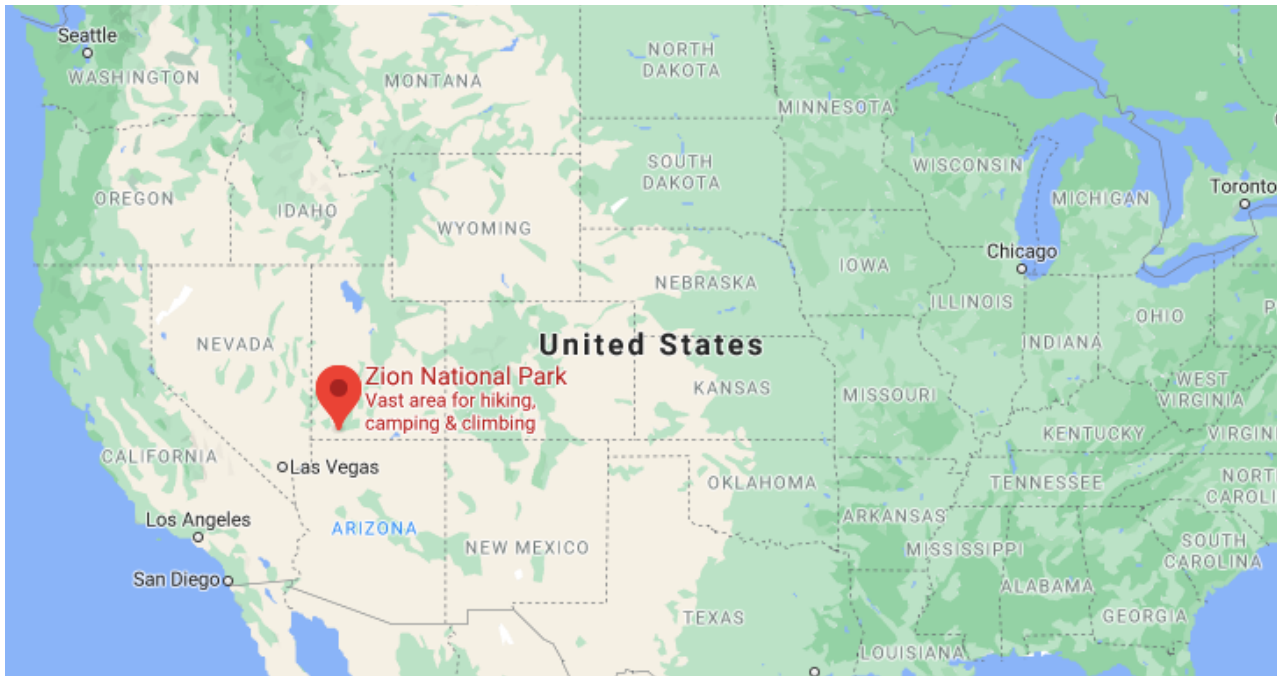 Seattle
WASHINGTON
MONTANA
NORTH
DAKOTA
MINNESOTA
SOUTH
DAKOTA
WISCONSIN
MICHIGAN
Toronto
OREGON
IDAHO
WYOMING
Chicago
IOWA
NEBRASKA
ILLINOIS
OHIO
P
NEVADA
United States
INDIANA
Zion National Park
Vast area for hiking,
camping & climbing
KANSAS
MISSOURI
WEST
VIRGINIA
KENTUCKY
VIRGINI
CALIFORNIA
Las Vegas
OKLAHOMA
TENNESSEE
NORT
CAROLI
Los Angeles
ARIZONA
NEW MEXICO
ARKANSAS
MISSISSIPPI
SOUTH
CAROLINA
San Diego
ALABAMA
TEXAS
GEORGIA
LOUISIANA